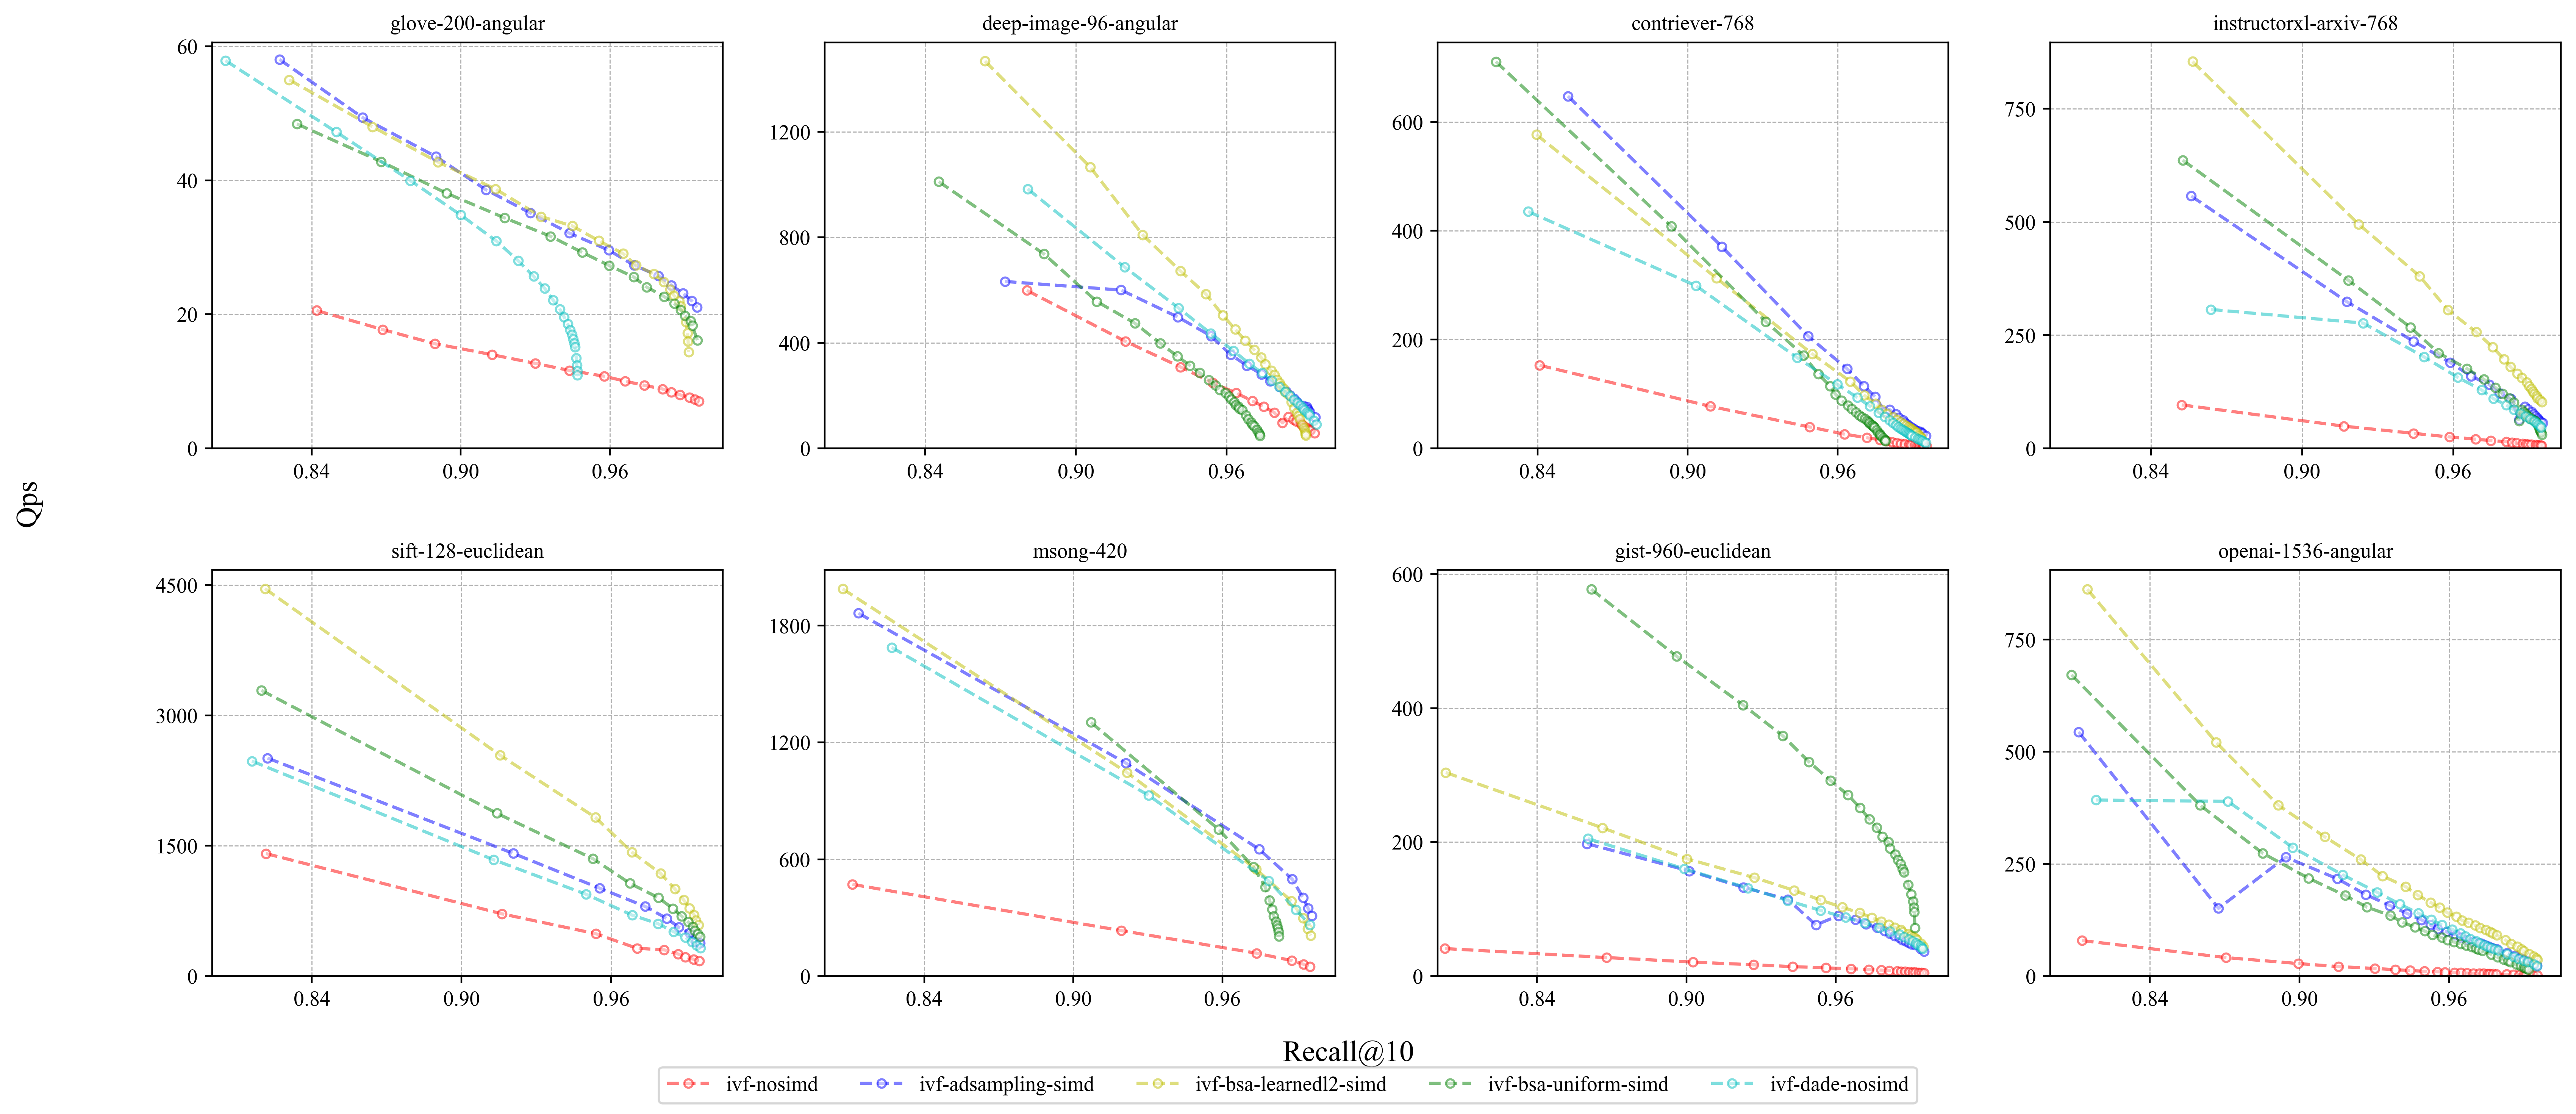 glove-200-angular
deep-image-96-angular
contriever-768
instructorxl-arxiv-768
60
40
20
0
0.84 0.90 0.96
1200
800
400
0
0.84 0.90 0.96
600
400
200
0
0.84 0.90 0.96
750
500
250
0
0.84 0.90 0.96
Qps
sift-128-euclidean
msong-420
gist-960-euclidean
openai-1536-angular
4500
3000
1500
0
0.84 0.90 0.96
1800
1200
600
0
0.84 0.90 0.96
600
400
200
0
0.84 0.90 0.96
750
500
250
0
0.84 0.90 0.96
Recall@10
ivf-nosimd ivf-adsampling-simd ivf-bsa-learnedl2-simd ivf-bsa-uniform-simd ivf-dade-nosimd